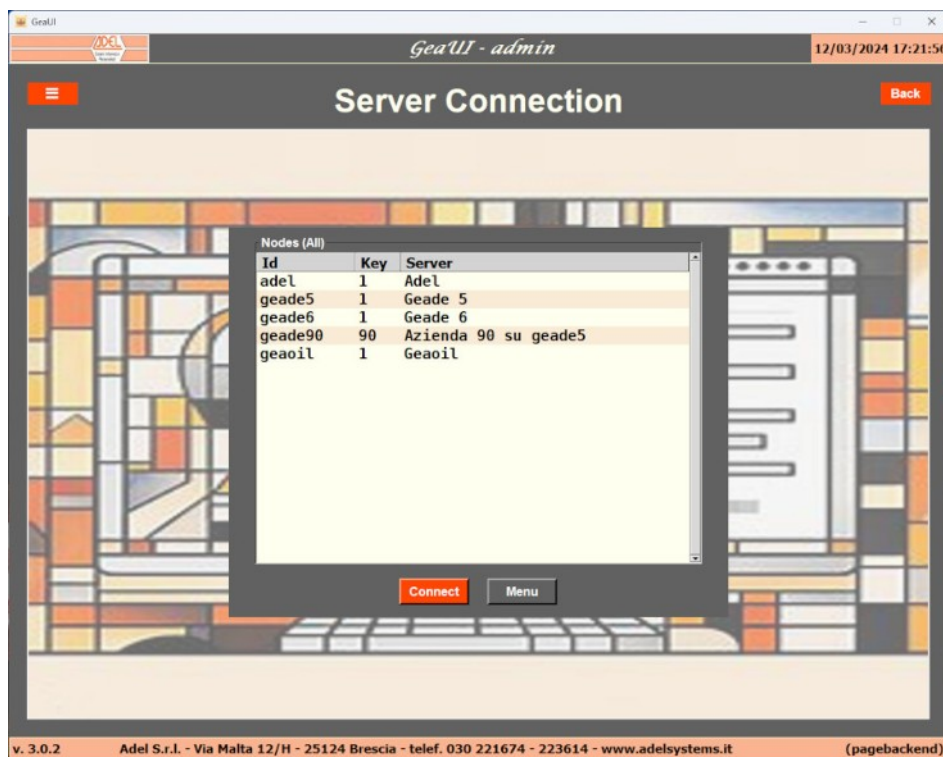 GeaUI
ADEL
GeaUI - admin
12/03/2024 17:21:56
Server Connection
Back
Nodes (All)
Id Key Server
adel 1 Adel
geade5 1 Geade 5
geade6 1 Geade 6
geade90 90 Azienda 90 su geade5
geaoil 1 Geaoil
Connect Menu
v. 3.0.2 Adel S.r.l. - Via Malta 12/H - 25124 Brescia - telef. 030 221674 - 223614 - www.adelsystems.it (pagebackend)